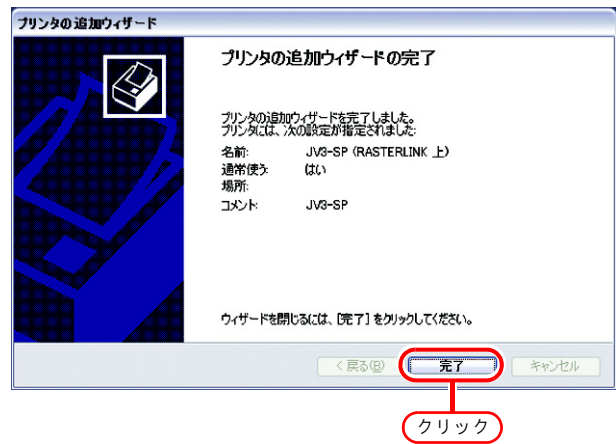 プリンタの追加ウィザード
プリンタの追加ウィザードの完了
プリンタの追加ウィザードを完了しました。
プリンタには、次の設定が指定されました:
名前: JV3-SP (RASTERLINK 上)
通常使う: はい
場所:
コメント: JV3-SP
ウィザードを閉じるには、[完了] をクリックしてください。
< 戻る(B) 完了 キャンセル
クリック